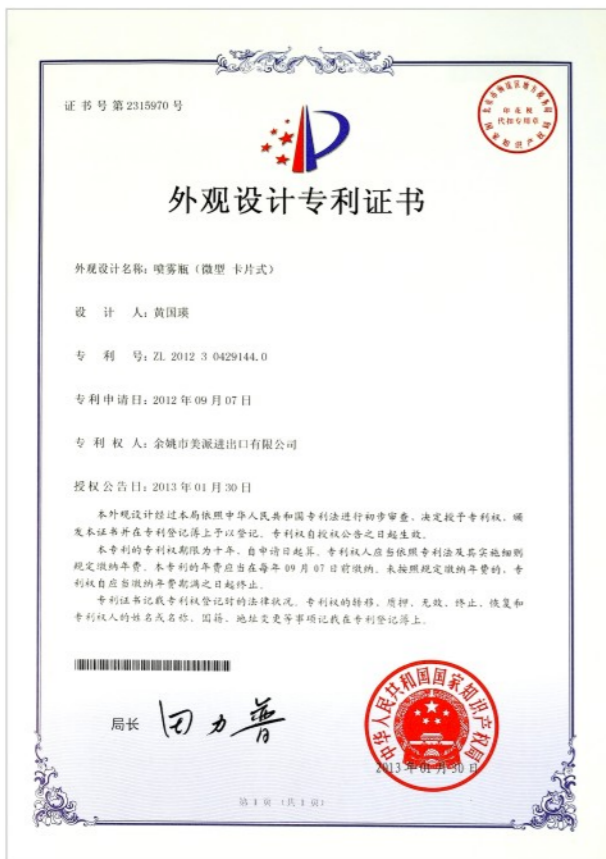 证书号第2315970号
印花税
代扣专用章
外观设计专利证书
外观设计名称：喷雾瓶（微型 卡片式）
设 计 人：黄国瑛
专 利 号：ZL 2012 3 0429144.0
专利申请日：2012年09月07日
专 利 权 人：余姚市美派进出口有限公司
授权公告日：2013年01月30日
本外观设计经过本局依照中华人民共和国专利法进行初步审查，决定授予专利权，颁
发本证书并在专利登记簿上予以登记。专利权自授权公告之日起生效。
本专利的专利权期限为十年，自申请日起算。专利权人应当依照专利法及其实施细则
规定缴纳年费。本专利的年费应当在每年09月07日前缴纳。未按照规定缴纳年费的，专
利权自应当缴纳年费期满之日起终止。
专利证书记载专利权登记时的法律状况。专利权的转移、质押、无效、终止、恢复和
专利权人的姓名或名称、国籍、地址变更等事项记载在专利登记簿上。
局长 田力普
中华人民共和国国家知识产权局
2013年01月30日
第1页（共1页）